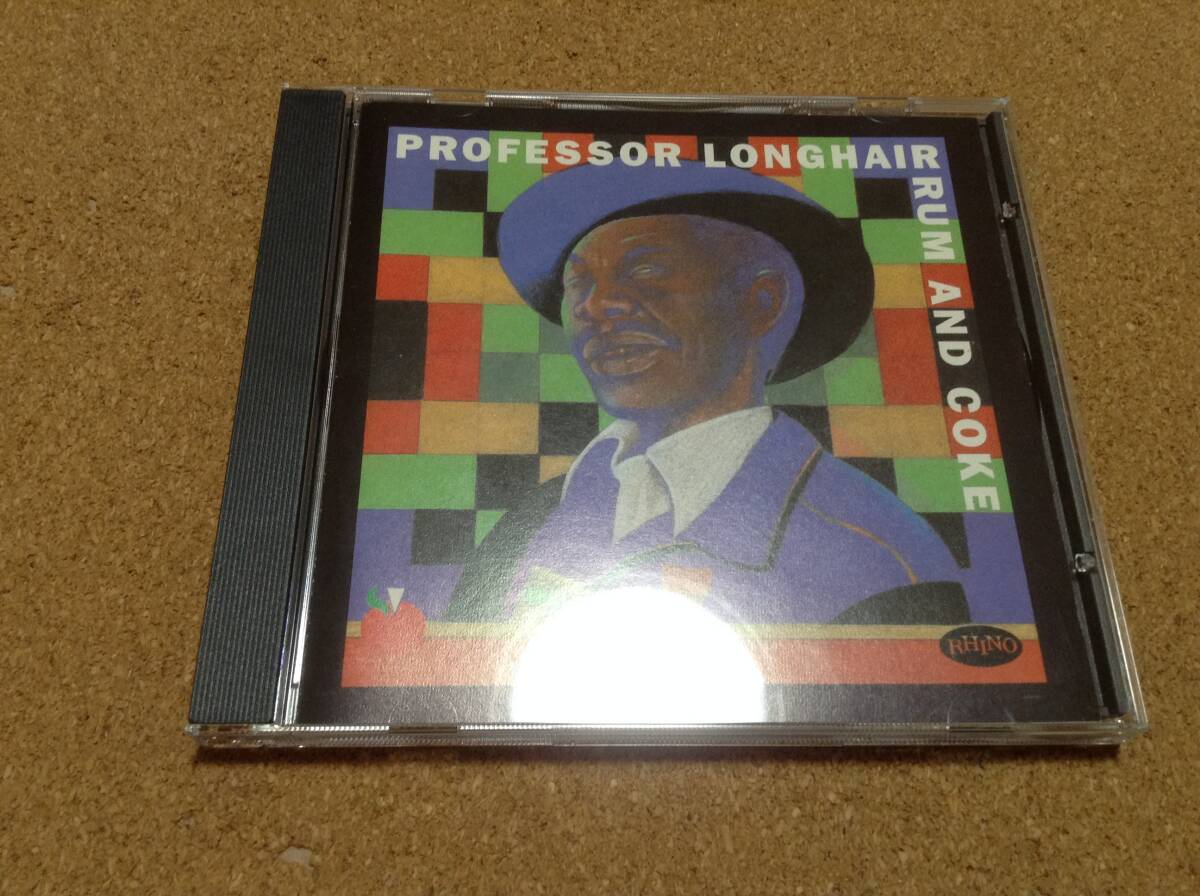 PROFESSOR LONGHAIR
RUM AND COKE
RHINO